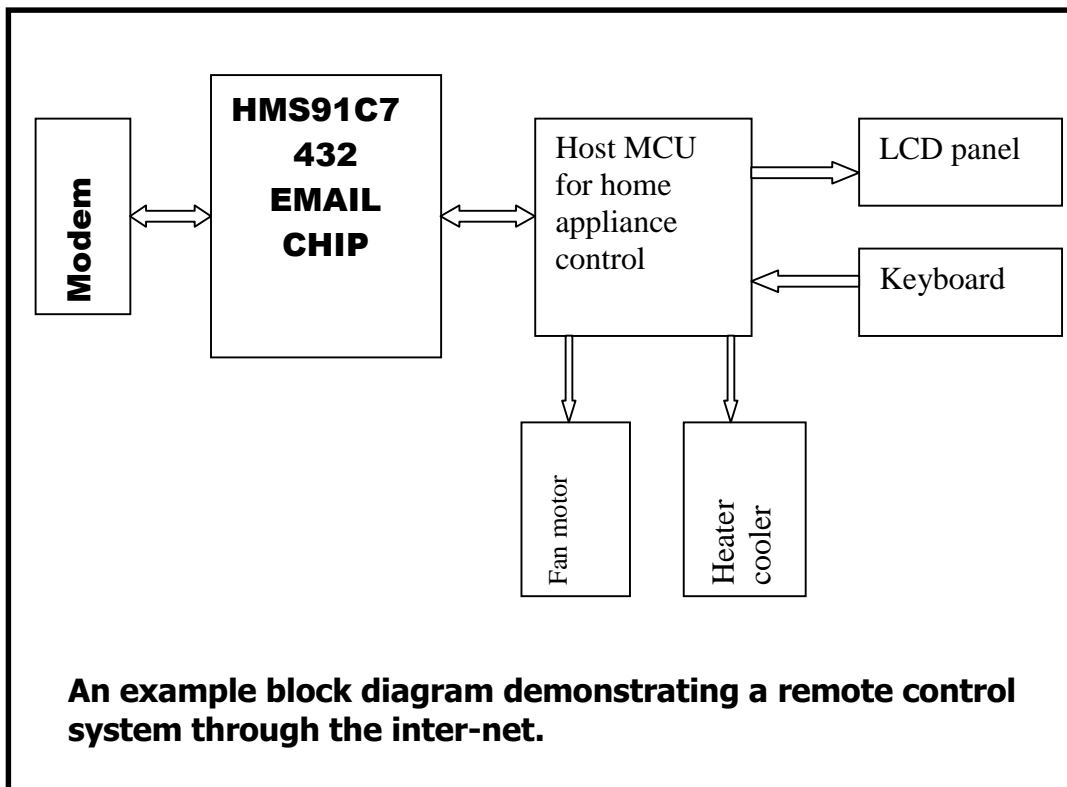 Modem
HMS91C7
432
EMAIL
CHIP
Host MCU
for home
appliance
control
LCD panel
Keyboard
Fan motor
Heater
cooler
An example block diagram demonstrating a remote control
system through the inter-net.